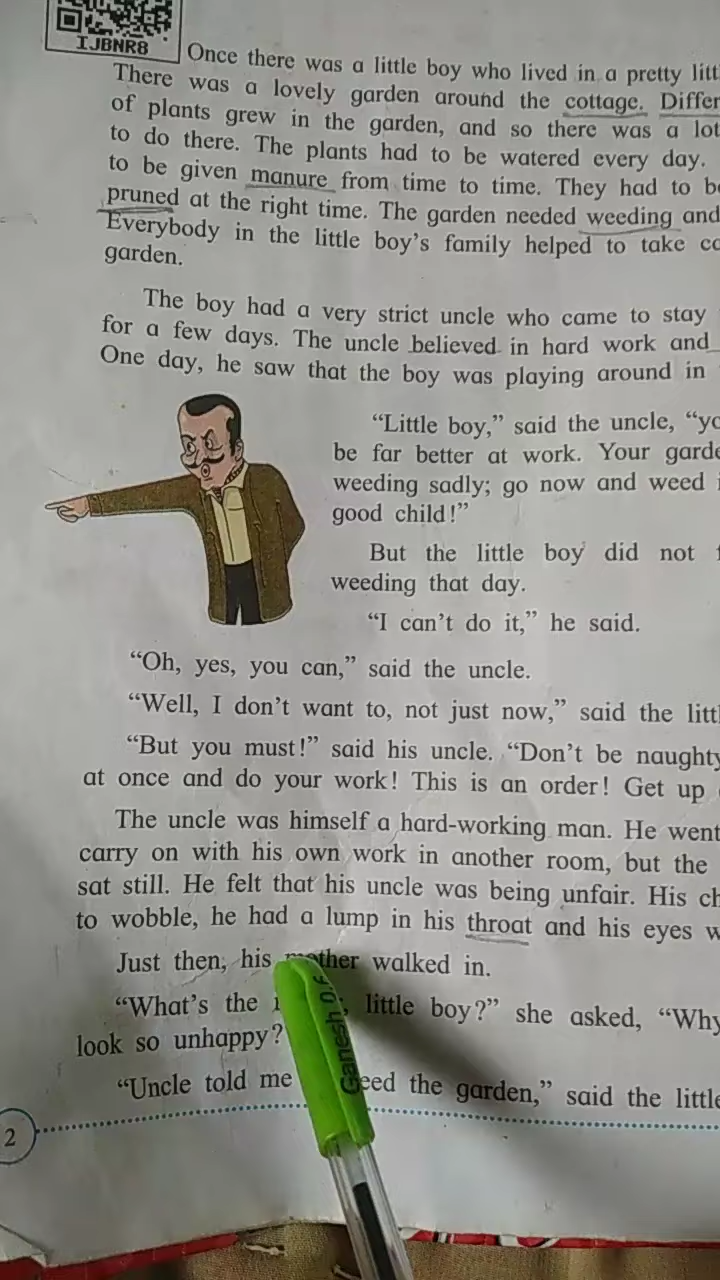 IJBNR8
Once there was a little boy who lived in a pretty
There was a lovely garden around the cottage.
of plants grew in the garden, and so there was a lot
to do there. The plants had to be watered every day.
to be given manure from time to time. They had to
pruned at the right time. The garden needed weeding and
Everybody in the little boy's family helped to take
garden.
The boy had a very strict uncle who came to stay
for a few days. The uncle believed in hard work and
One day, he saw that the boy was playing around in
“Little boy,” said the uncle, “
be far better at work. Your
weeding sadly; go now and weed
good child!”
But the little boy did not
weeding that day.
“I can't do it,” he said.
“Oh, yes, you can,” said the uncle.
“Well, I don't want to, not just now,” said the
“But you must!” said his uncle. “Don't be naughty
at once and do your work! This is an order! Get up
The uncle was himself a hard-working man. He went
carry on with his own work in another room, but the
sat still. He felt that his uncle was being unfair. His
to wobble, he had a lump in his throat and his eyes
Just then, his mother walked in.
“What's the little boy?” she asked, “Why
look so unhappy?
“Uncle told me the garden,” said the
2
Ganesh 0.